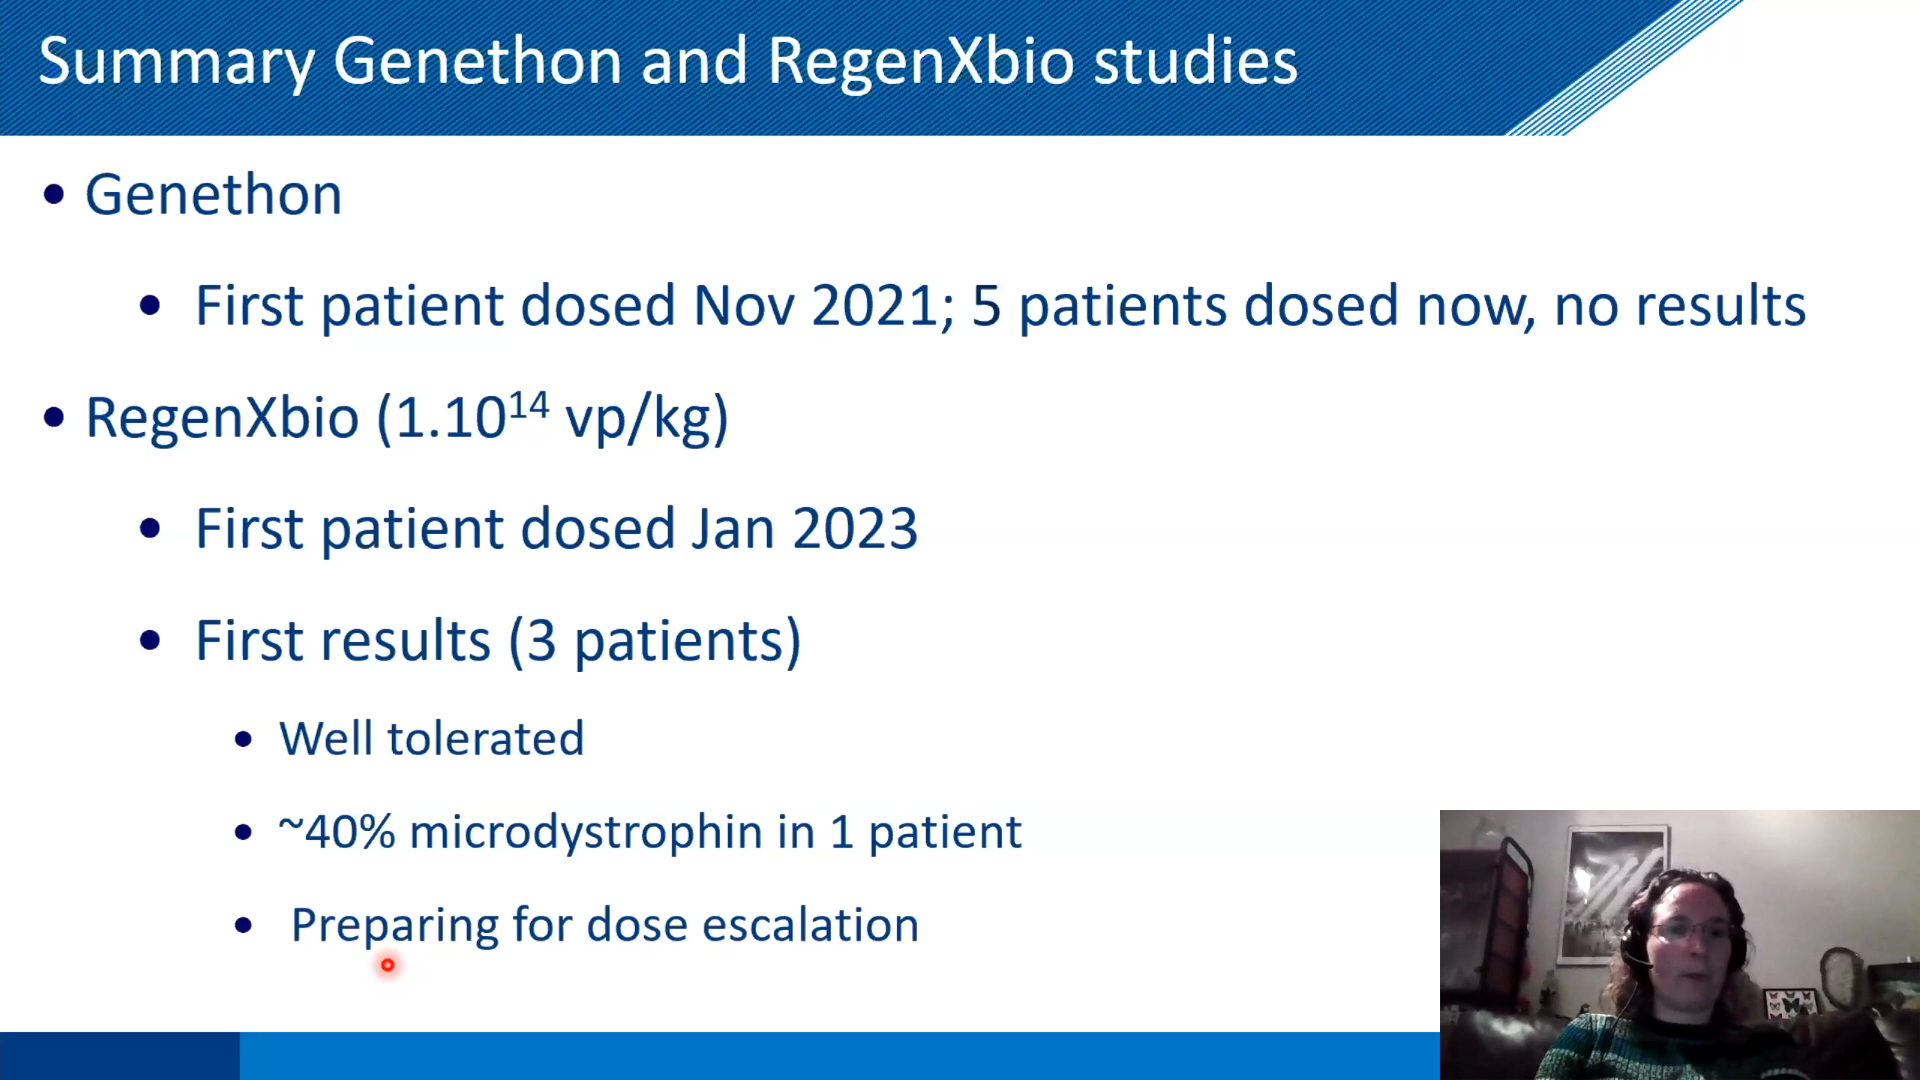 Summary Genethon and RegenXbio studies
• Genethon
• First patient dosed Nov 2021; 5 patients dosed now, no results
• RegenXbio (1.10¹⁴ vp/kg)
• First patient dosed Jan 2023
• First results (3 patients)
• Well tolerated
• ~40% microdystrophin in 1 patient
• Preparing for dose escalation